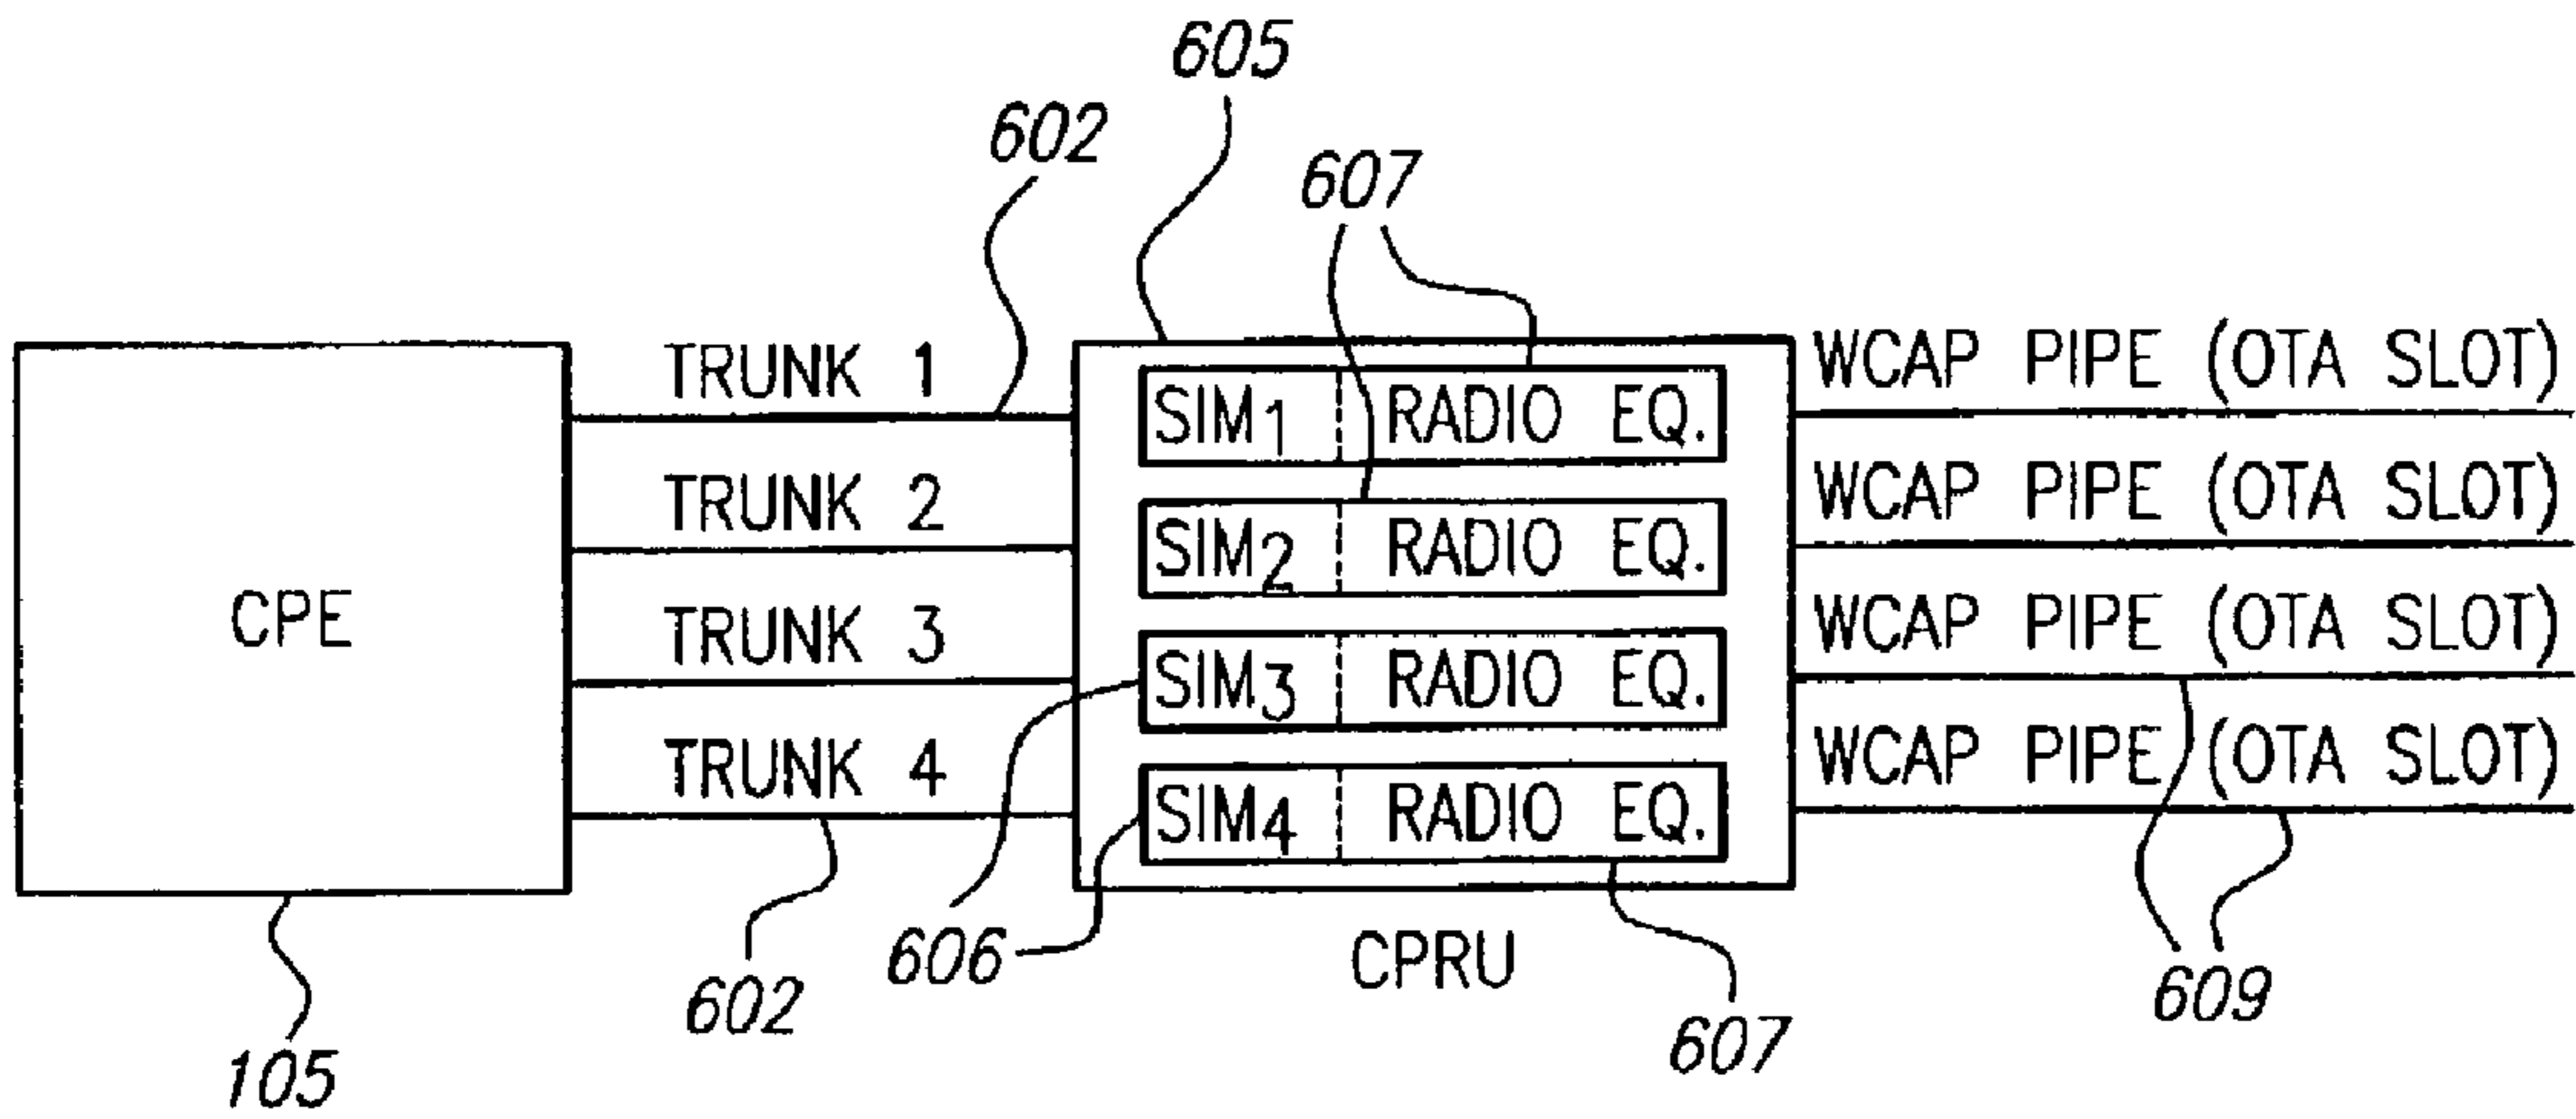 605
602
607
TRUNK 1
SIM1 RADIO EQ.
WCAP PIPE (OTA SLOT)
TRUNK 2
SIM2 RADIO EQ.
WCAP PIPE (OTA SLOT)
CPE
TRUNK 3
SIM3 RADIO EQ.
WCAP PIPE (OTA SLOT)
TRUNK 4
SIM4 RADIO EQ.
WCAP PIPE (OTA SLOT)
606
CPRU
602
609
607
105